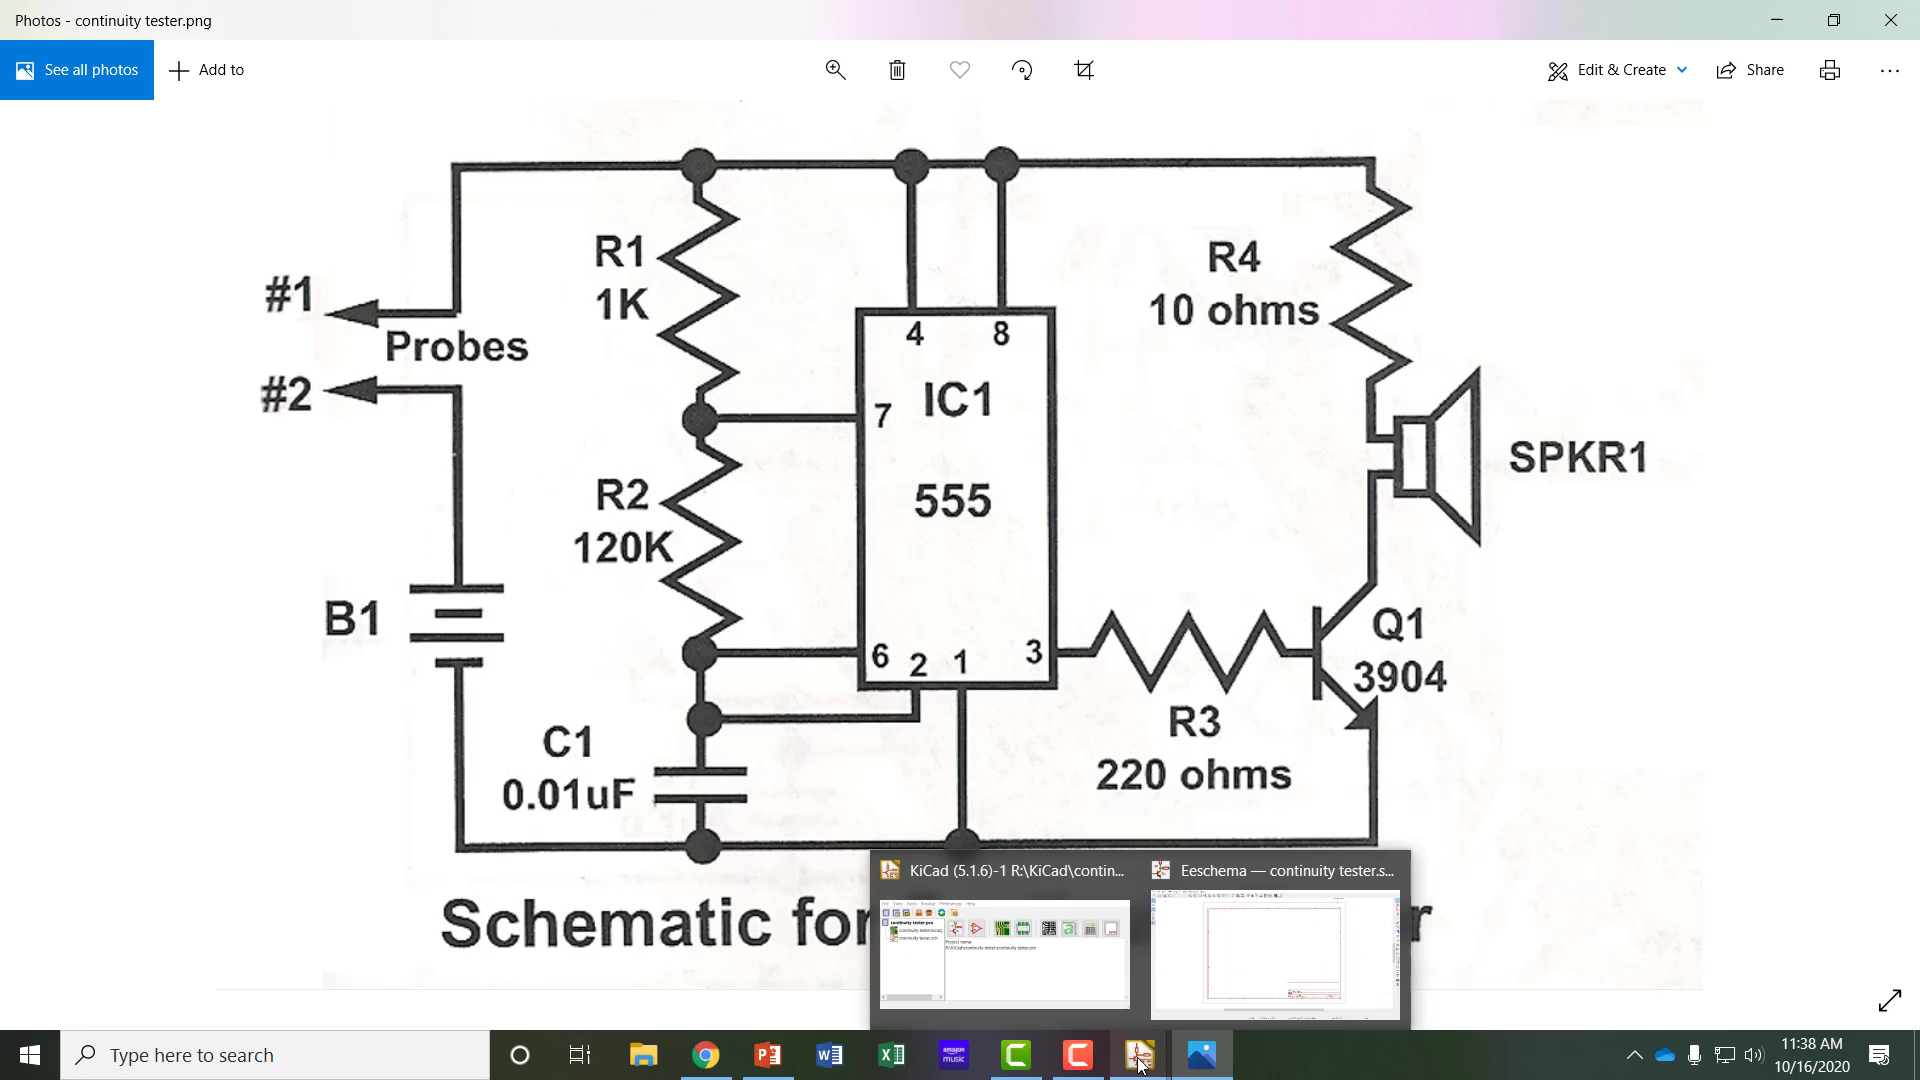 Photos - continuity tester.png
See all photos
Add to
Edit & Create
Share
#1
Probes
#2
R1
1K
4
8
R4
10 ohms
7
IC1
555
SPKR1
R2
120K
B1
6
2
1
3
Q1
3904
R3
220 ohms
C1
0.01uF
KiCad (5.1.6)-1 R:\KiCad\contin...
Eeschema — continuity tester.s...
Schematic for
r
Type here to search
amazon
music
11:38 AM
10/16/2020